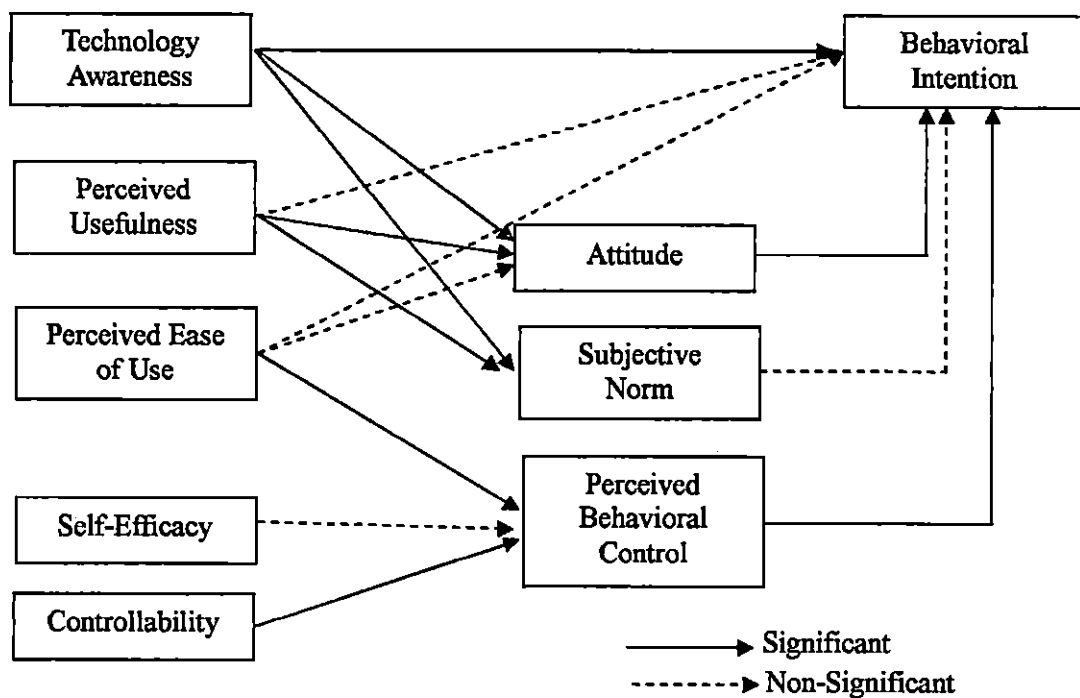 Technology
Awareness
Behavioral
Intention
Perceived
Usefulness
Attitude
Perceived Ease
of Use
Subjective
Norm
Perceived
Behavioral
Control
Self-Efficacy
Controllability
Significant
Non-Significant